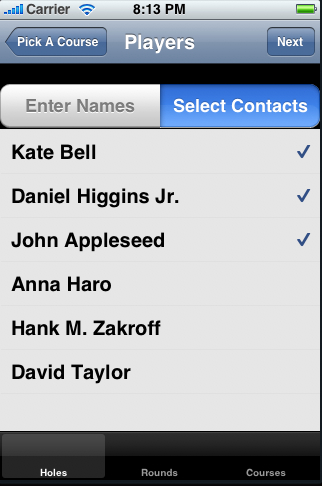 Carrier 8:13 PM
Pick A Course Players Next
Enter Names Select Contacts
Kate Bell
Daniel Higgins Jr.
John Appleseed
Anna Haro
Hank M. Zakroff
David Taylor
Holes Rounds Courses